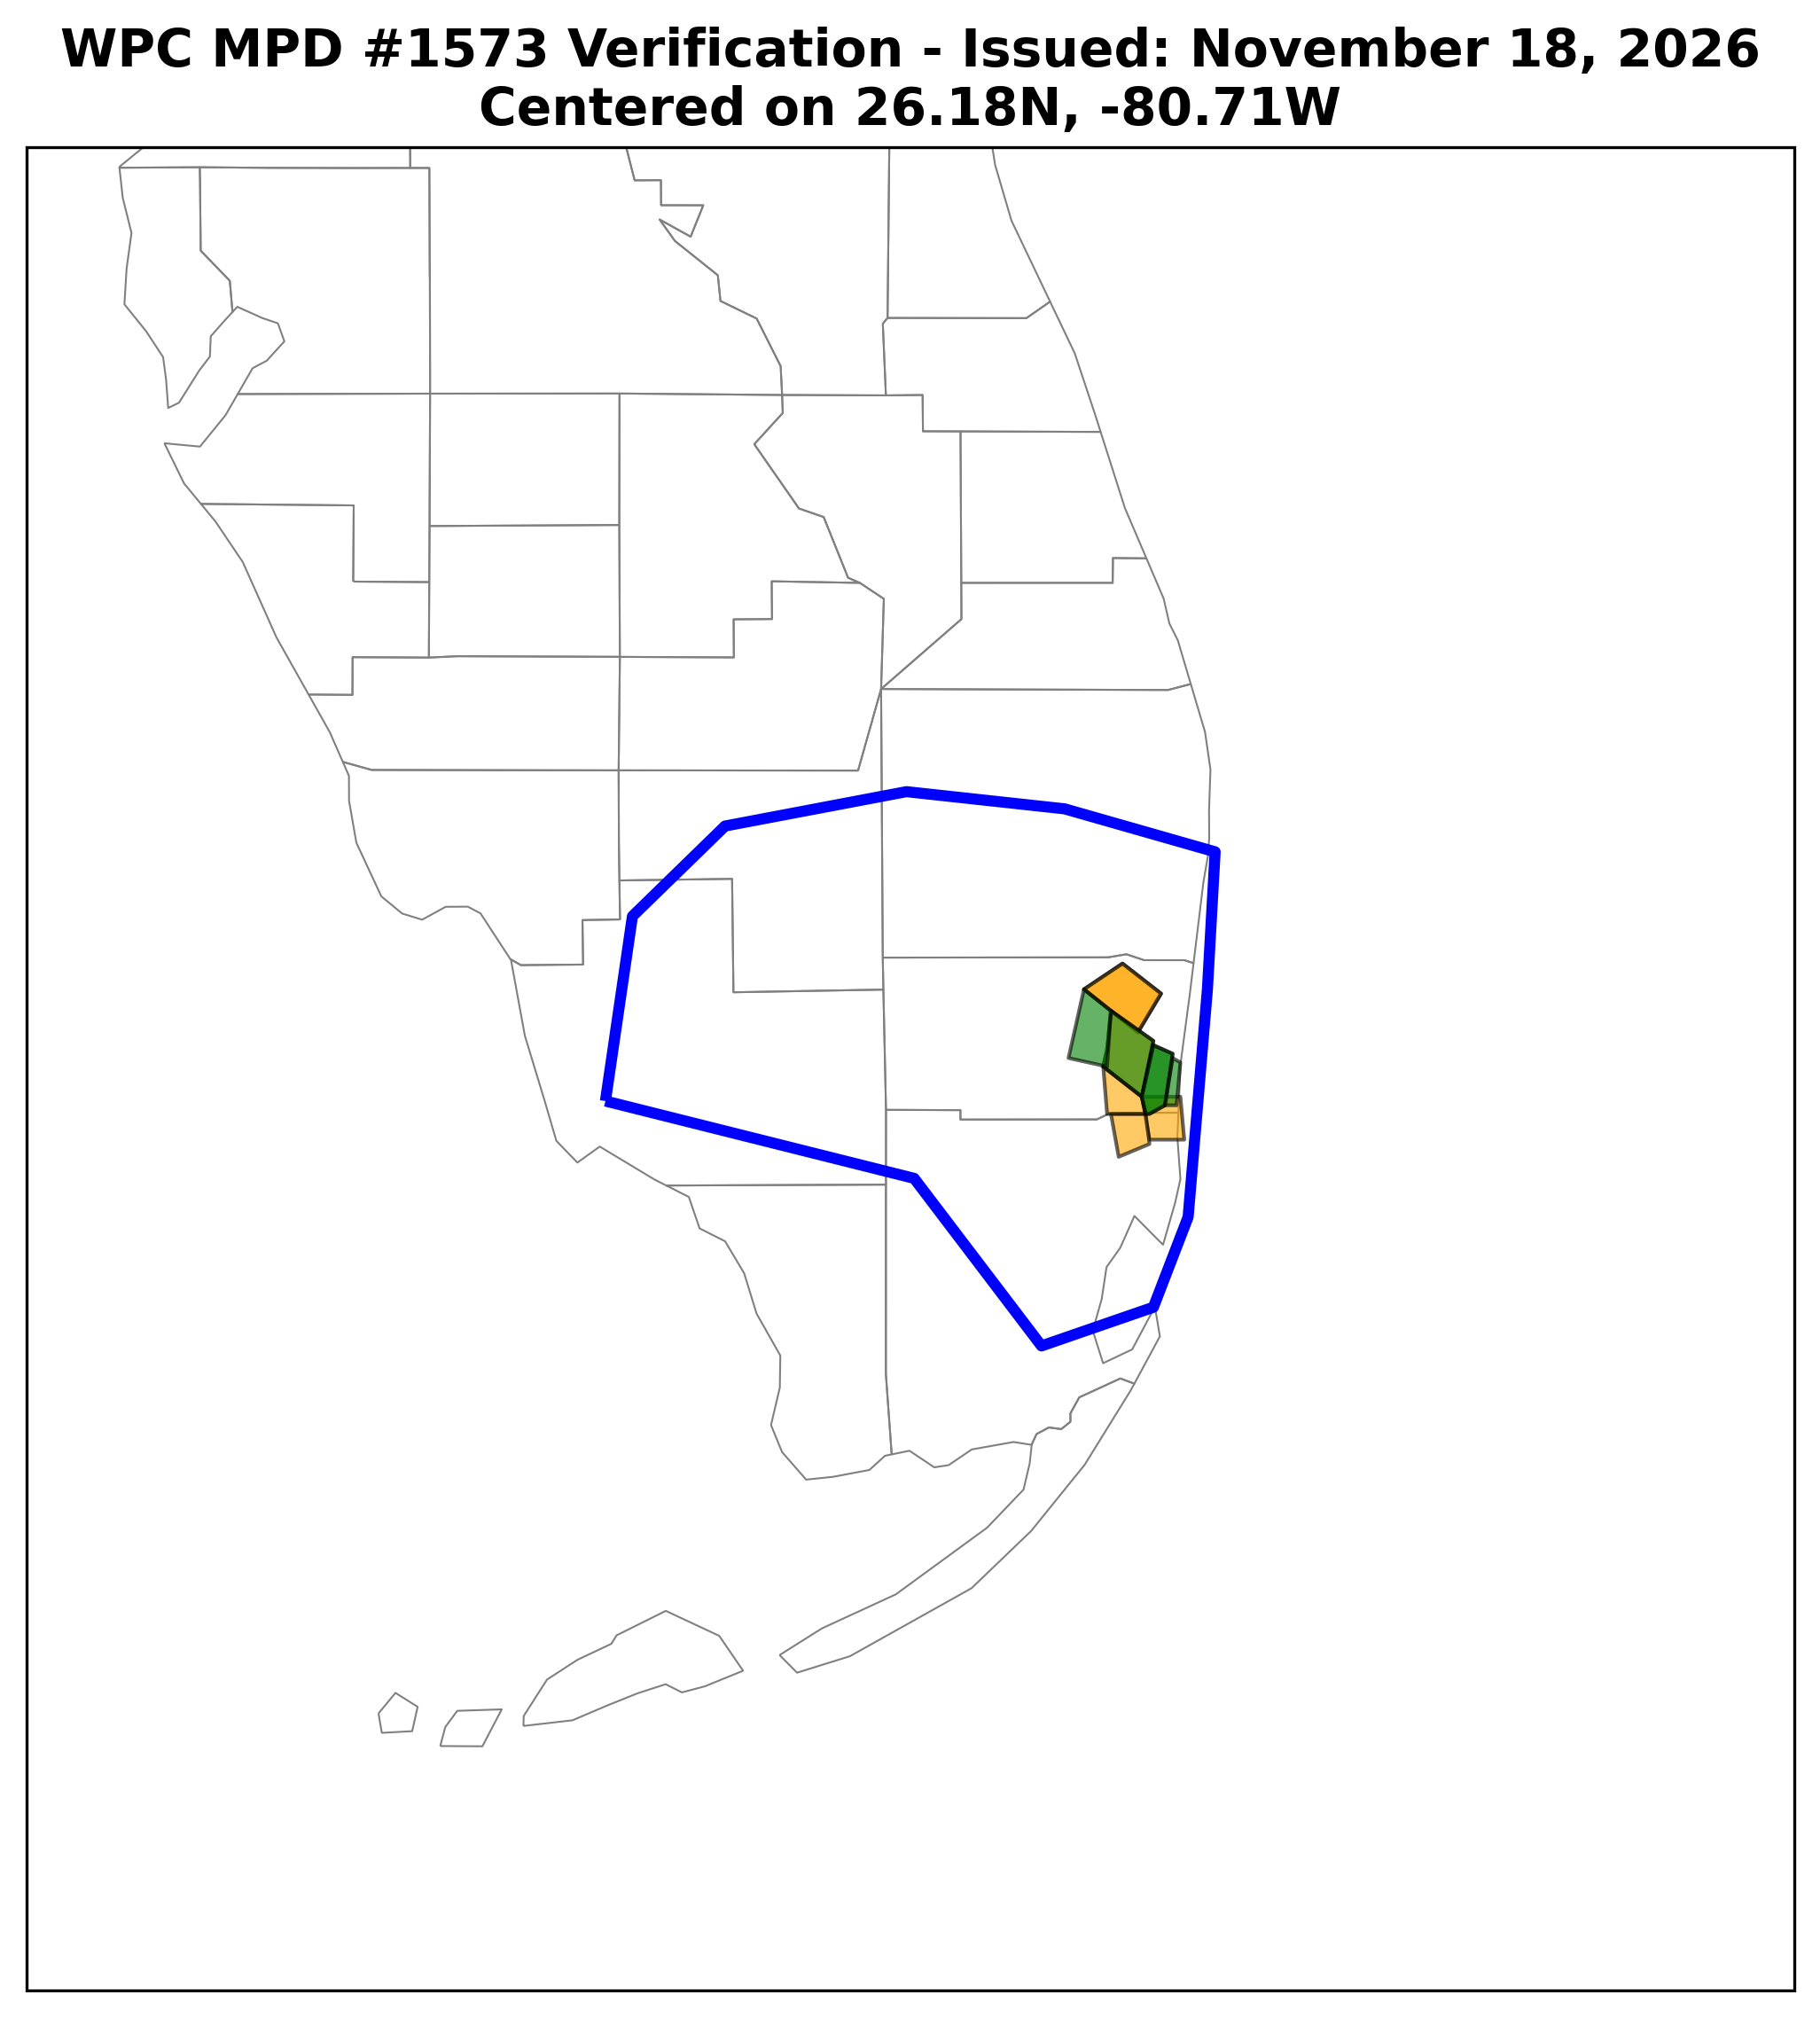 WPC MPD #1573 Verification - Issued: November 18, 2026
Centered on 26.18N, -80.71W